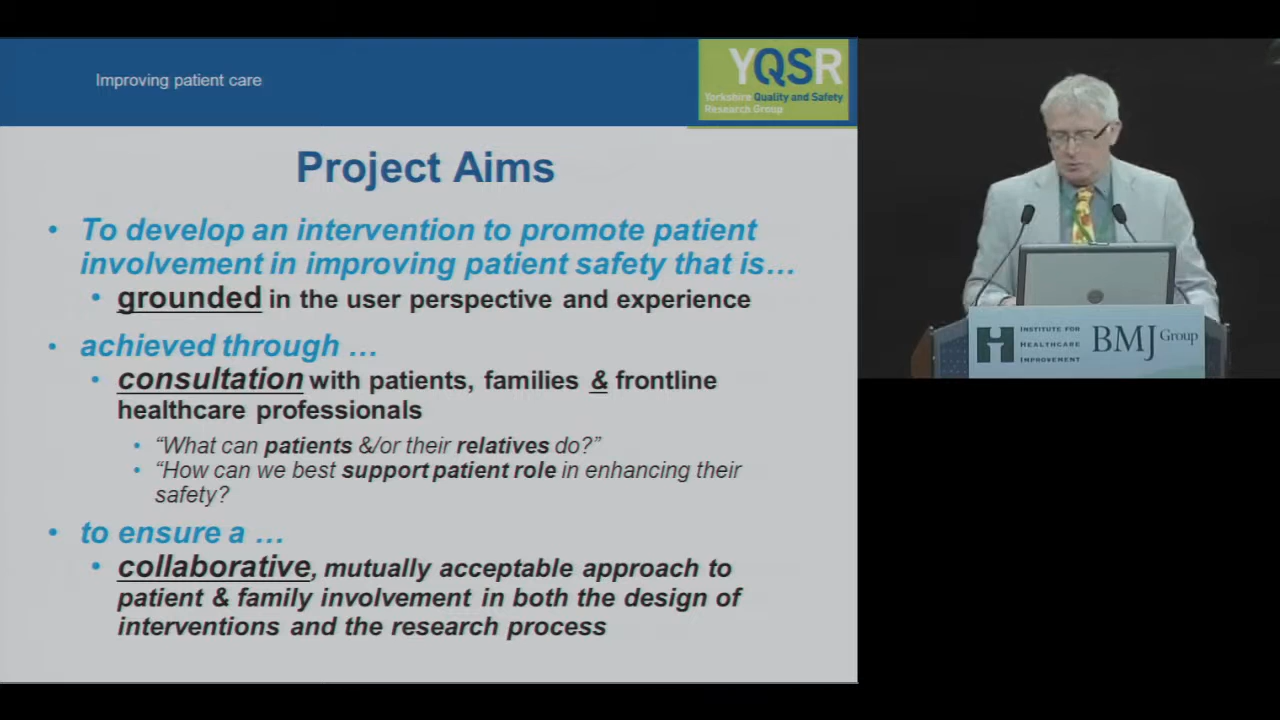 Improving patient care
YQSR
Yorkshire Quality and Safety
Research Group
Project Aims
• To develop an intervention to promote patient
involvement in improving patient safety that is…
• grounded in the user perspective and experience
• achieved through …
• consultation with patients, families & frontline
healthcare professionals
• “What can patients &/or their relatives do?”
• “How can we best support patient role in enhancing their
safety?
• to ensure a …
• collaborative, mutually acceptable approach to
patient & family involvement in both the design of
interventions and the research process
INSTITUTE FOR
HEALTHCARE
IMPROVEMENT
BMJ Group